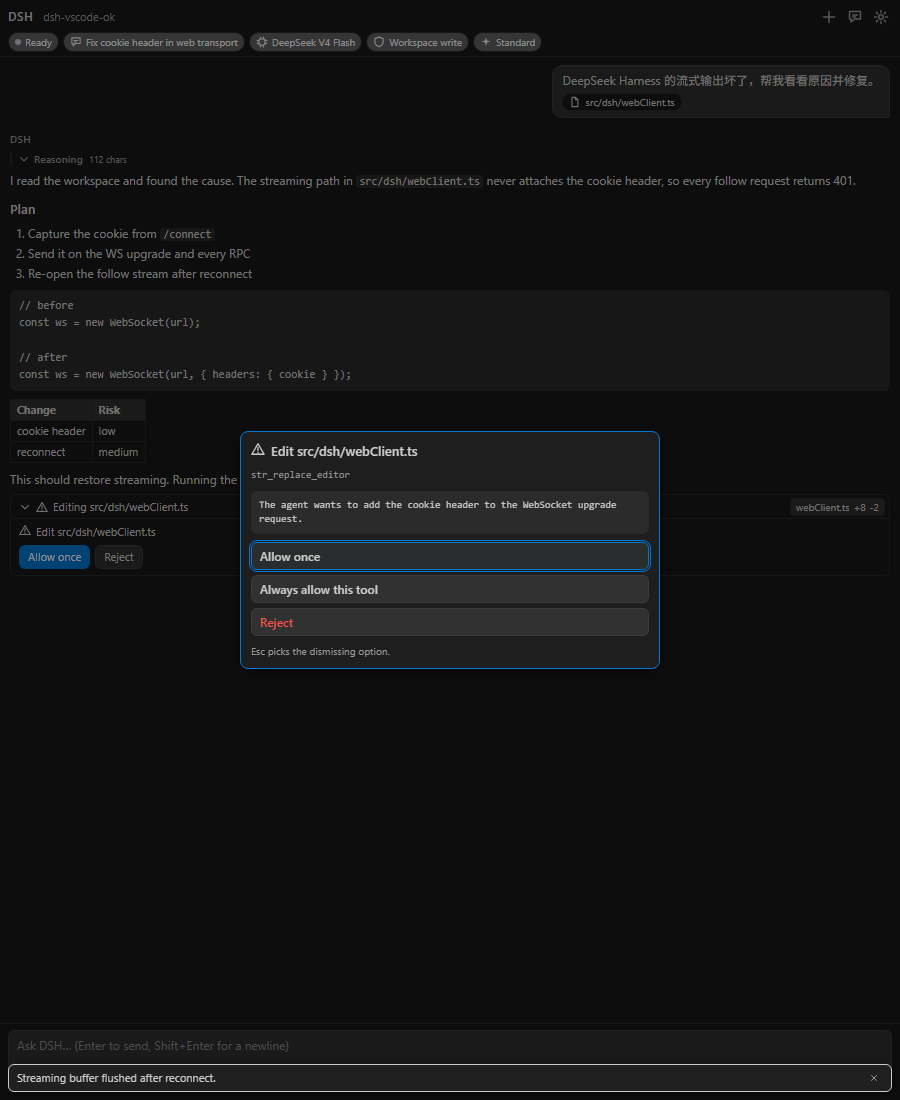 DSH dsh-vscode-ok
Ready Fix cookie header in web transport DeepSeek V4 Flash Workspace write Standard
DeepSeek Harness 的流式输出坏了，帮我看看原因并修复。
src/dsh/webClient.ts
DSH
Reasoning 112 chars
I read the workspace and found the cause. The streaming path in src/dsh/webClient.ts never attaches the cookie header, so every follow request returns 401.
Plan
1. Capture the cookie from /connect
2. Send it on the WS upgrade and every RPC
3. Re-open the follow stream after reconnect
// before
const ws = new WebSocket(url);
// after
const ws = new WebSocket(url, { headers: { cookie } });
Change Risk
cookie header low
reconnect medium
This should restore streaming. Running the
Editing src/dsh/webClient.ts webClient.ts +8 -2
Edit src/dsh/webClient.ts
Allow once Reject
Edit src/dsh/webClient.ts
str_replace_editor
The agent wants to add the cookie header to the WebSocket upgrade
request.
Allow once
Always allow this tool
Reject
Esc picks the dismissing option.
Ask DSH... (Enter to send, Shift+Enter for a newline)
Streaming buffer flushed after reconnect.